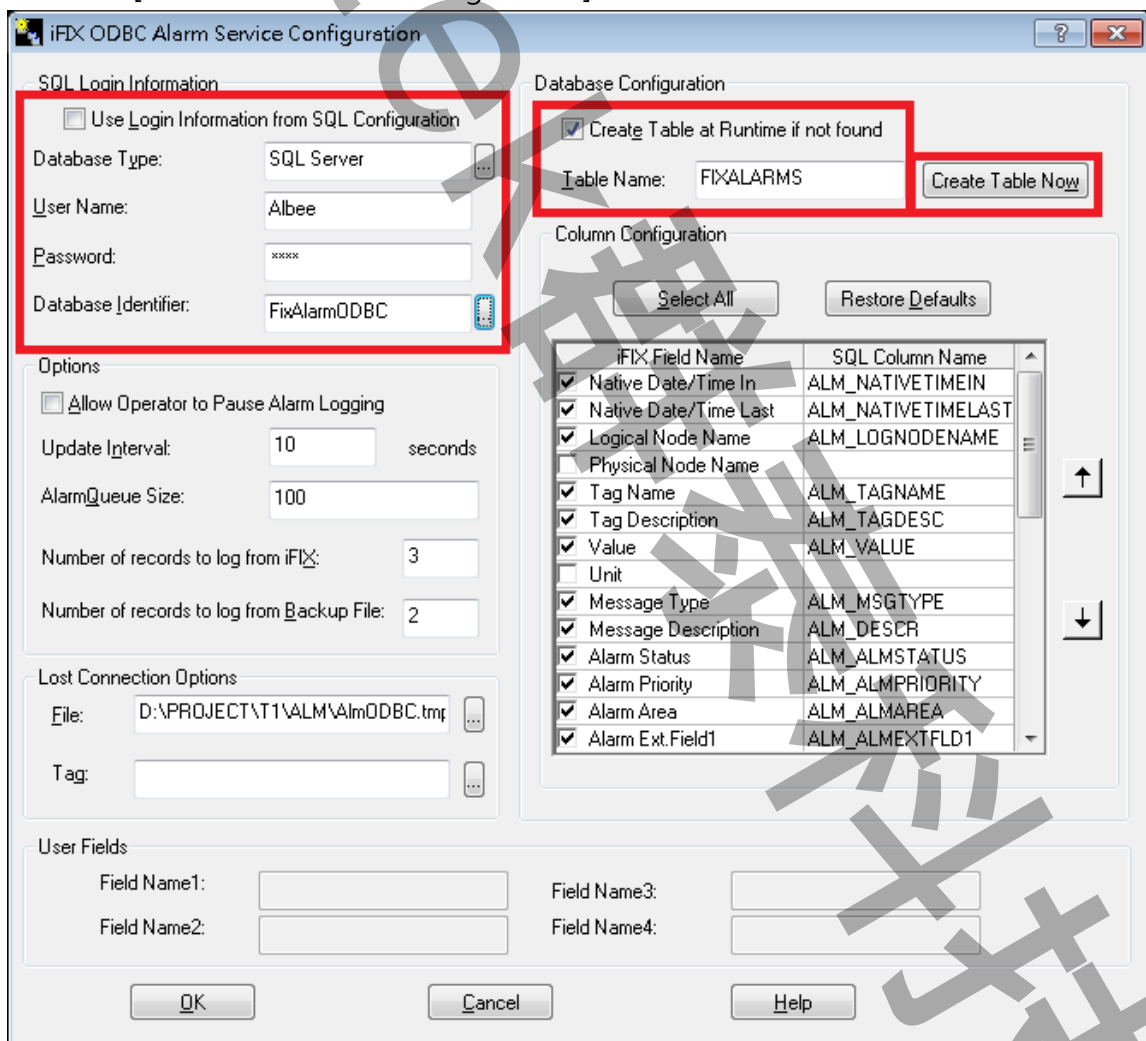 iFIX ODBC Alarm Service Configuration
SQL Login Information
Use Login Information from SQL Configuration
Database Type: SQL Server ...
User Name: Albee
Password: ××××
Database Identifier: FixAlarmODBC ...
Options
Allow Operator to Pause Alarm Logging
Update Interval: 10 seconds
AlarmQueue Size: 100
Number of records to log from iFIX: 3
Number of records to log from Backup File: 2
Lost Connection Options
File: D:\PROJECT\T1\ALM\AlmODBC.tmp ...
Tag: ...
Database Configuration
Create Table at Runtime if not found
Table Name: FIXALARMS Create Table Now
Column Configuration
Select All Restore Defaults
iFIX Field Name SQL Column Name
Native Date/Time In ALM_NATIVETIMEIN
Native Date/Time Last ALM_NATIVETIMELAST
Logical Node Name ALM_LOGNODENAME
Physical Node Name
Tag Name ALM_TAGNAME
Tag Description ALM_TAGDESC
Value ALM_VALUE
Unit
Message Type ALM_MSGTYPE
Message Description ALM_DESCR
Alarm Status ALM_ALMSTATUS
Alarm Priority ALM_ALMPRIORITY
Alarm Area ALM_ALMAREA
Alarm Ext.Field1 ALM_ALMEXTFLD1
User Fields
Field Name1:
Field Name2:
Field Name3:
Field Name4:
OK Cancel Help